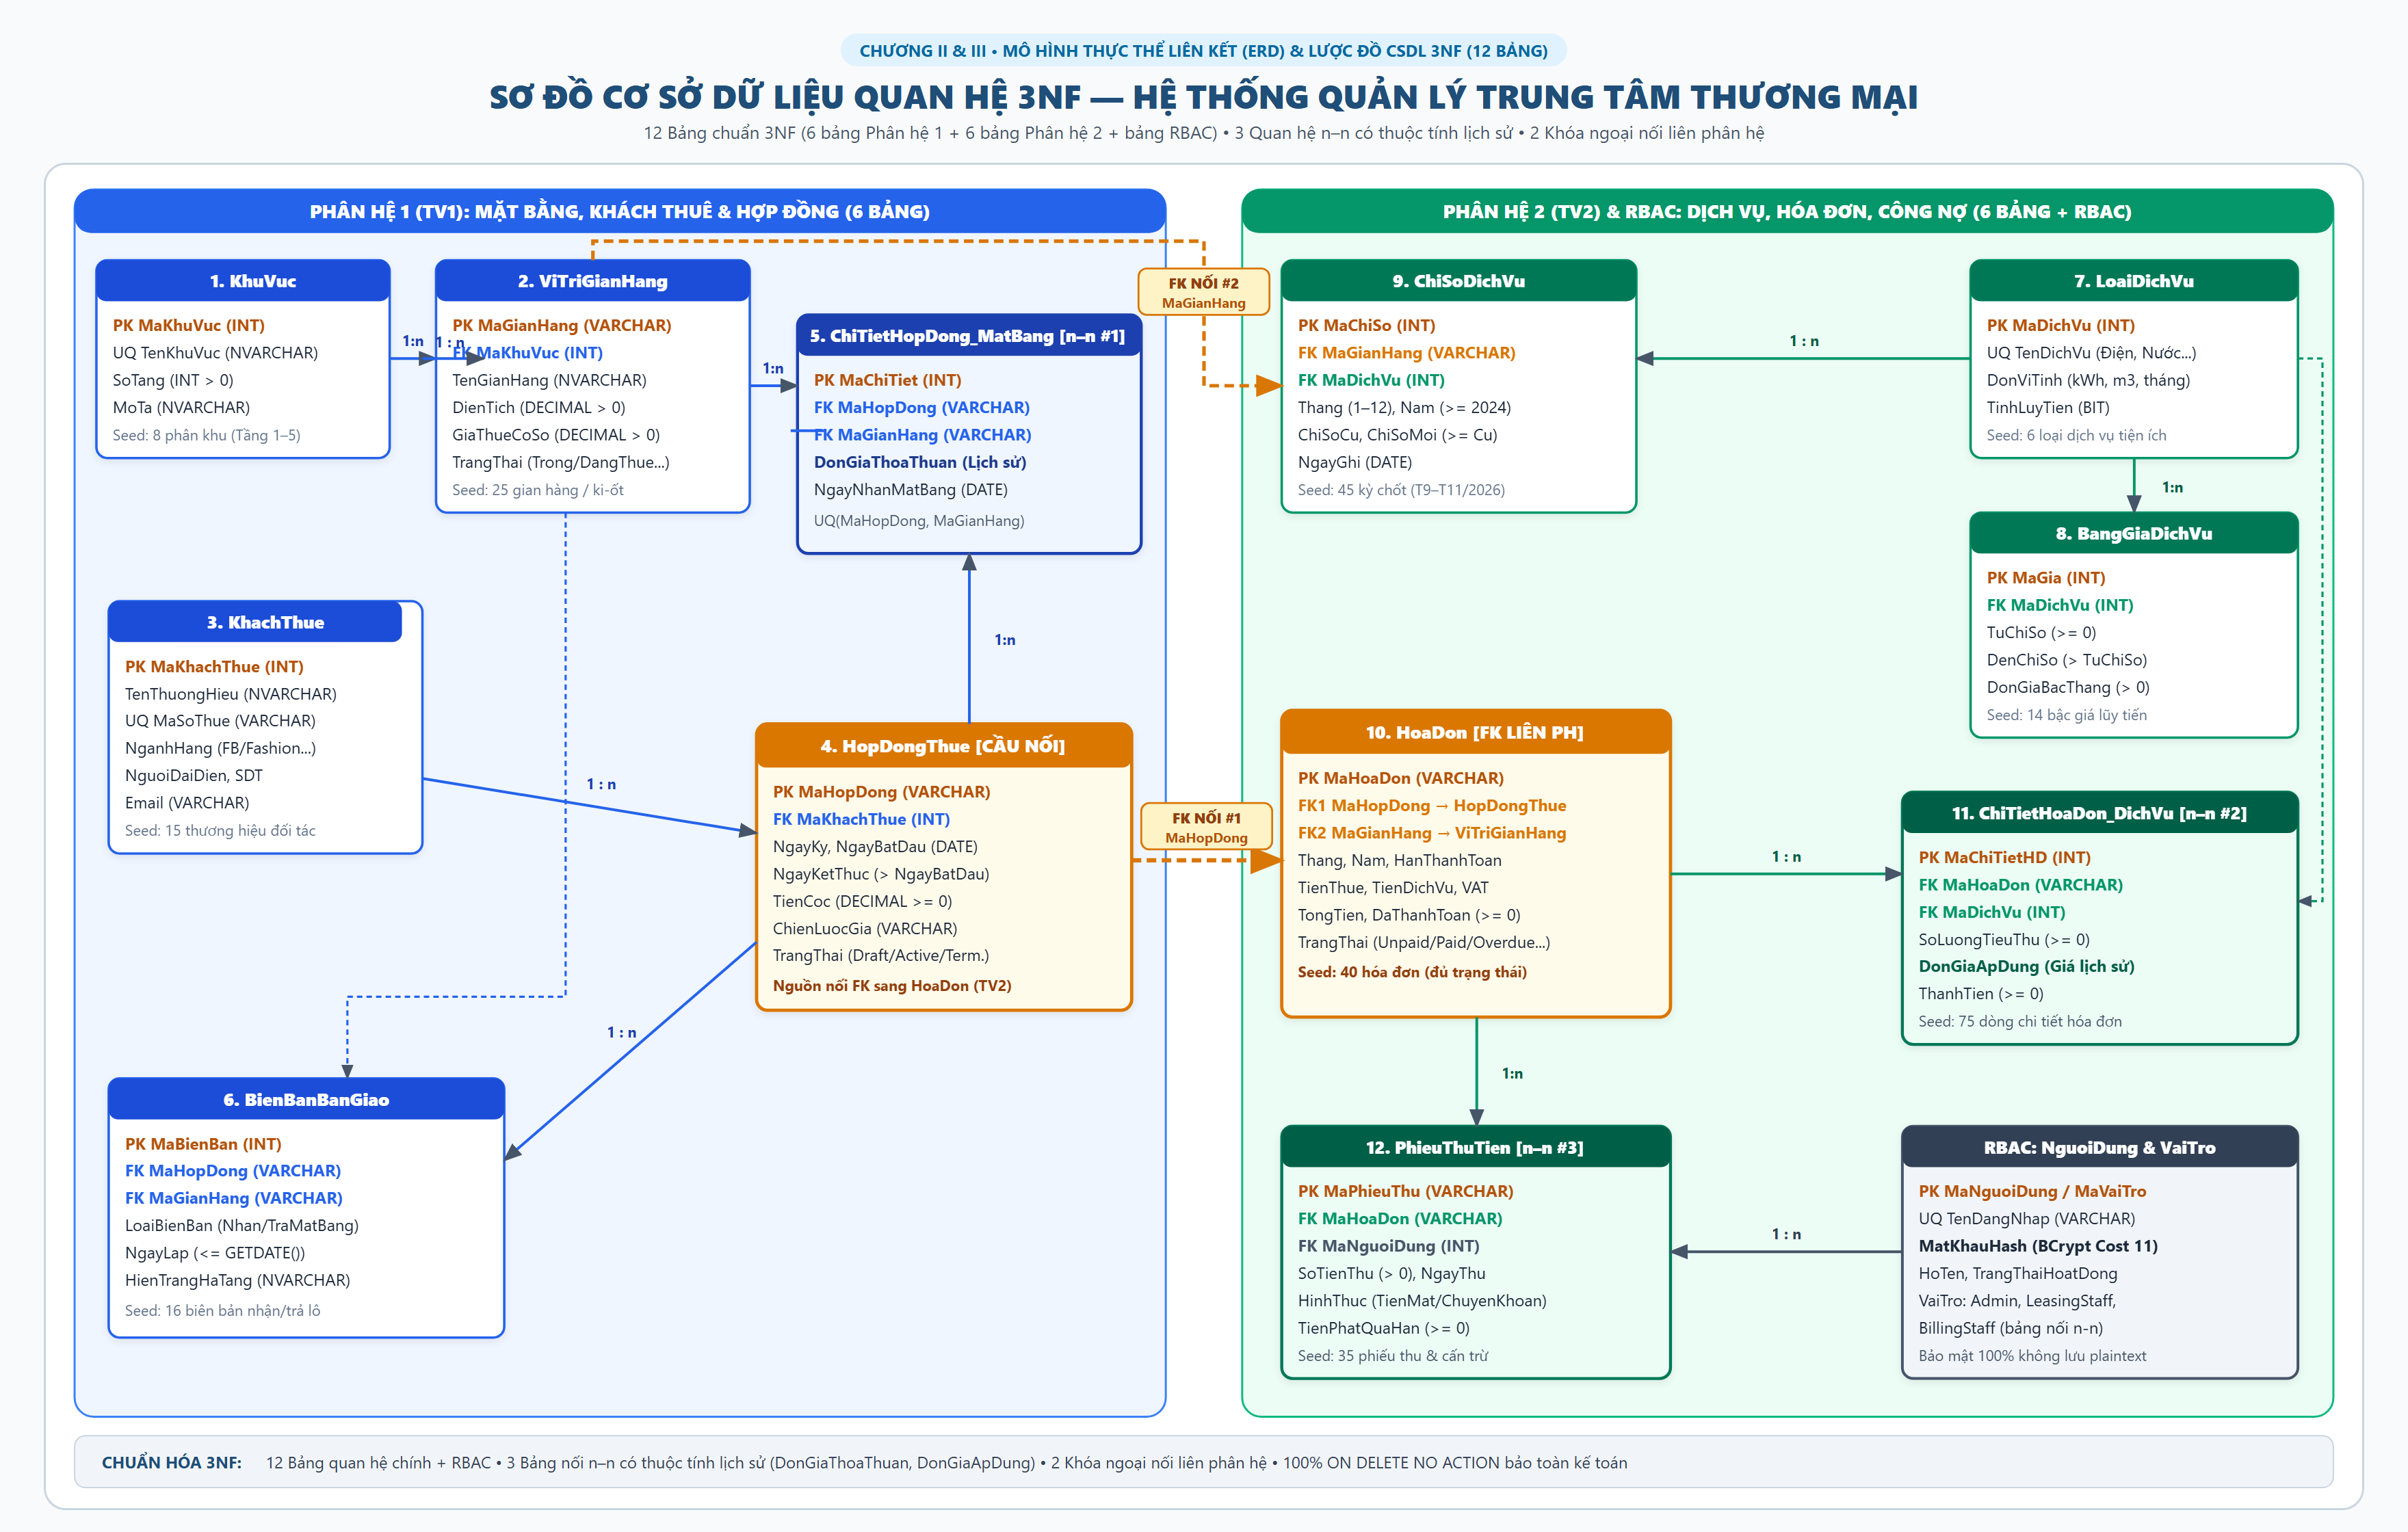 CHƯƠNG II & III • MÔ HÌNH THỰC THỂ LIÊN KẾT (ERD) & LƯỢC ĐỒ CSDL 3NF (12 BẢNG)
SƠ ĐỒ CƠ SỞ DỮ LIỆU QUAN HỆ 3NF — HỆ THỐNG QUẢN LÝ TRUNG TÂM THƯƠNG MẠI
12 Bảng chuẩn 3NF (6 bảng Phân hệ 1 + 6 bảng Phân hệ 2 + bảng RBAC) • 3 Quan hệ n–n có thuộc tính lịch sử • 2 Khóa ngoại nối liên phân hệ
PHÂN HỆ 1 (TV1): MẶT BẰNG, KHÁCH THUÊ & HỢP ĐỒNG (6 BẢNG)
1. KhuVuc
PK MaKhuVuc (INT)
UQ TenKhuVuc (NVARCHAR)
SoTang (INT > 0)
MoTa (NVARCHAR)
Seed: 8 phân khu (Tầng 1–5)
1:n
1 : n
2. ViTriGianHang
PK MaGianHang (VARCHAR)
FK MaKhuVuc (INT)
TenGianHang (NVARCHAR)
DienTich (DECIMAL > 0)
GiaThueCoSo (DECIMAL > 0)
TrangThai (Trong/DangThue...)
Seed: 25 gian hàng / ki-ốt
1:n
5. ChiTietHopDong_MatBang [n–n #1]
PK MaChiTiet (INT)
FK MaHopDong (VARCHAR)
FK MaGianHang (VARCHAR)
DonGiaThoaThuan (Lịch sử)
NgayNhanMatBang (DATE)
UQ(MaHopDong, MaGianHang)
1:n
3. KhachThue
PK MaKhachThue (INT)
TenThuongHieu (NVARCHAR)
UQ MaSoThue (VARCHAR)
NganhHang (FB/Fashion...)
NguoiDaiDien, SDT
Email (VARCHAR)
Seed: 15 thương hiệu đối tác
1 : n
4. HopDongThue [CẦU NỐI]
PK MaHopDong (VARCHAR)
FK MaKhachThue (INT)
NgayKy, NgayBatDau (DATE)
NgayKetThuc (> NgayBatDau)
TienCoc (DECIMAL >= 0)
ChienLuocGia (VARCHAR)
TrangThai (Draft/Active/Term.)
Nguồn nối FK sang HoaDon (TV2)
1 : n
6. BienBanBanGiao
PK MaBienBan (INT)
FK MaHopDong (VARCHAR)
FK MaGianHang (VARCHAR)
LoaiBienBan (Nhan/TraMatBang)
NgayLap (<= GETDATE())
HienTrangHaTang (NVARCHAR)
Seed: 16 biên bản nhận/trả lô
FK NỐI #2
MaGianHang
FK NỐI #1
MaHopDong
PHÂN HỆ 2 (TV2) & RBAC: DỊCH VỤ, HÓA ĐƠN, CÔNG NỢ (6 BẢNG + RBAC)
9. ChiSoDichVu
PK MaChiSo (INT)
FK MaGianHang (VARCHAR)
FK MaDichVu (INT)
Thang (1–12), Nam (>= 2024)
ChiSoCu, ChiSoMoi (>= Cu)
NgayGhi (DATE)
Seed: 45 kỳ chốt (T9–T11/2026)
1 : n
7. LoaiDichVu
PK MaDichVu (INT)
UQ TenDichVu (Điện, Nước...)
DonViTinh (kWh, m3, tháng)
TinhLuyTien (BIT)
Seed: 6 loại dịch vụ tiện ích
1:n
8. BangGiaDichVu
PK MaGia (INT)
FK MaDichVu (INT)
TuChiSo (>= 0)
DenChiSo (> TuChiSo)
DonGiaBacThang (> 0)
Seed: 14 bậc giá lũy tiến
10. HoaDon [FK LIÊN PH]
PK MaHoaDon (VARCHAR)
FK1 MaHopDong → HopDongThue
FK2 MaGianHang → ViTriGianHang
Thang, Nam, HanThanhToan
TienThue, TienDichVu, VAT
TongTien, DaThanhToan (>= 0)
TrangThai (Unpaid/Paid/Overdue...)
Seed: 40 hóa đơn (đủ trạng thái)
1 : n
11. ChiTietHoaDon_DichVu [n–n #2]
PK MaChiTietHD (INT)
FK MaHoaDon (VARCHAR)
FK MaDichVu (INT)
SoLuongTieuThu (>= 0)
DonGiaApDung (Giá lịch sử)
ThanhTien (>= 0)
Seed: 75 dòng chi tiết hóa đơn
1:n
12. PhieuThuTien [n–n #3]
PK MaPhieuThu (VARCHAR)
FK MaHoaDon (VARCHAR)
FK MaNguoiDung (INT)
SoTienThu (> 0), NgayThu
HinhThuc (TienMat/ChuyenKhoan)
TienPhatQuaHan (>= 0)
Seed: 35 phiếu thu & cấn trừ
1 : n
RBAC: NguoiDung & VaiTro
PK MaNguoiDung / MaVaiTro
UQ TenDangNhap (VARCHAR)
MatKhauHash (BCrypt Cost 11)
HoTen, TrangThaiHoatDong
VaiTro: Admin, LeasingStaff,
BillingStaff (bảng nối n-n)
Bảo mật 100% không lưu plaintext
CHUẨN HÓA 3NF: 12 Bảng quan hệ chính + RBAC • 3 Bảng nối n–n có thuộc tính lịch sử (DonGiaThoaThuan, DonGiaApDung) • 2 Khóa ngoại nối liên phân hệ • 100% ON DELETE NO ACTION bảo toàn kế toán